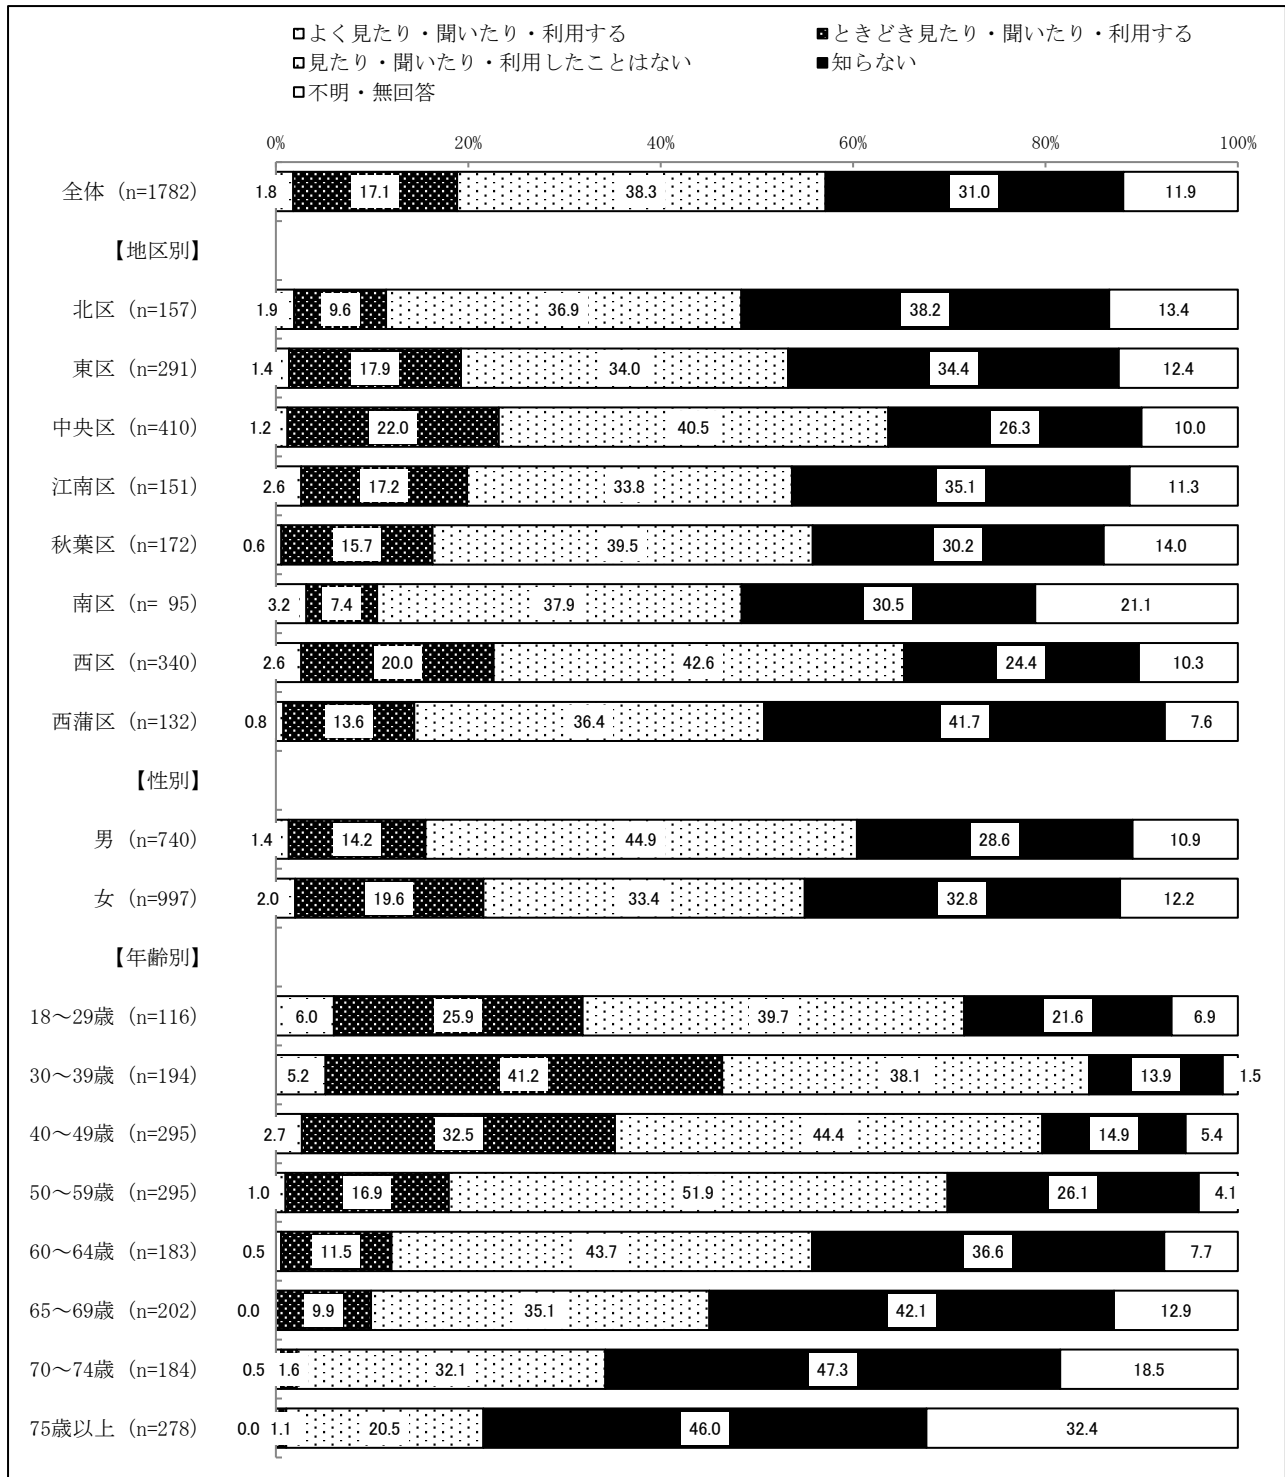 □よく見たり・聞いたり・利用する ■ときどき見たり・聞いたり・利用する
□見たり・聞いたり・利用したことはない ■知らない
□不明・無回答
0% 20% 40% 60% 80% 100%
全体 (n=1782) 1.8 17.1 38.3 31.0 11.9
【地区別】
北区 (n=157) 1.9 9.6 36.9 38.2 13.4
東区 (n=291) 1.4 17.9 34.0 34.4 12.4
中央区 (n=410) 1.2 22.0 40.5 26.3 10.0
江南区 (n=151) 2.6 17.2 33.8 35.1 11.3
秋葉区 (n=172) 0.6 15.7 39.5 30.2 14.0
南区 (n= 95) 3.2 7.4 37.9 30.5 21.1
西区 (n=340) 2.6 20.0 42.6 24.4 10.3
西蒲区 (n=132) 0.8 13.6 36.4 41.7 7.6
【性別】
男 (n=740) 1.4 14.2 44.9 28.6 10.9
女 (n=997) 2.0 19.6 33.4 32.8 12.2
【年齢別】
18～29歳 (n=116) 6.0 25.9 39.7 21.6 6.9
30～39歳 (n=194) 5.2 41.2 38.1 13.9 1.5
40～49歳 (n=295) 2.7 32.5 44.4 14.9 5.4
50～59歳 (n=295) 1.0 16.9 51.9 26.1 4.1
60～64歳 (n=183) 0.5 11.5 43.7 36.6 7.7
65～69歳 (n=202) 0.0 9.9 35.1 42.1 12.9
70～74歳 (n=184) 0.5 1.6 32.1 47.3 18.5
75歳以上 (n=278) 0.0 1.1 20.5 46.0 32.4